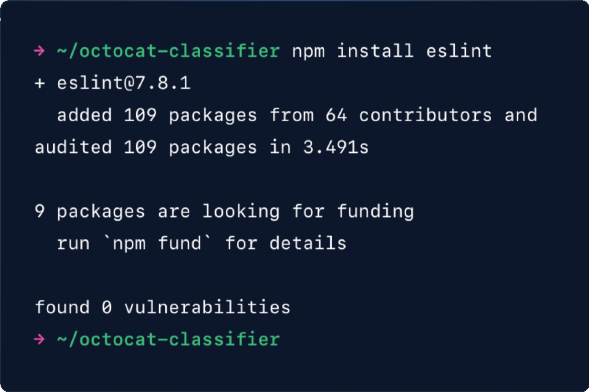 → ~/octocat-classifier npm install eslint
+ eslint@7.8.1
added 109 packages from 64 contributors and
audited 109 packages in 3.491s
9 packages are looking for funding
run `npm fund` for details
found 0 vulnerabilities
→ ~/octocat-classifier